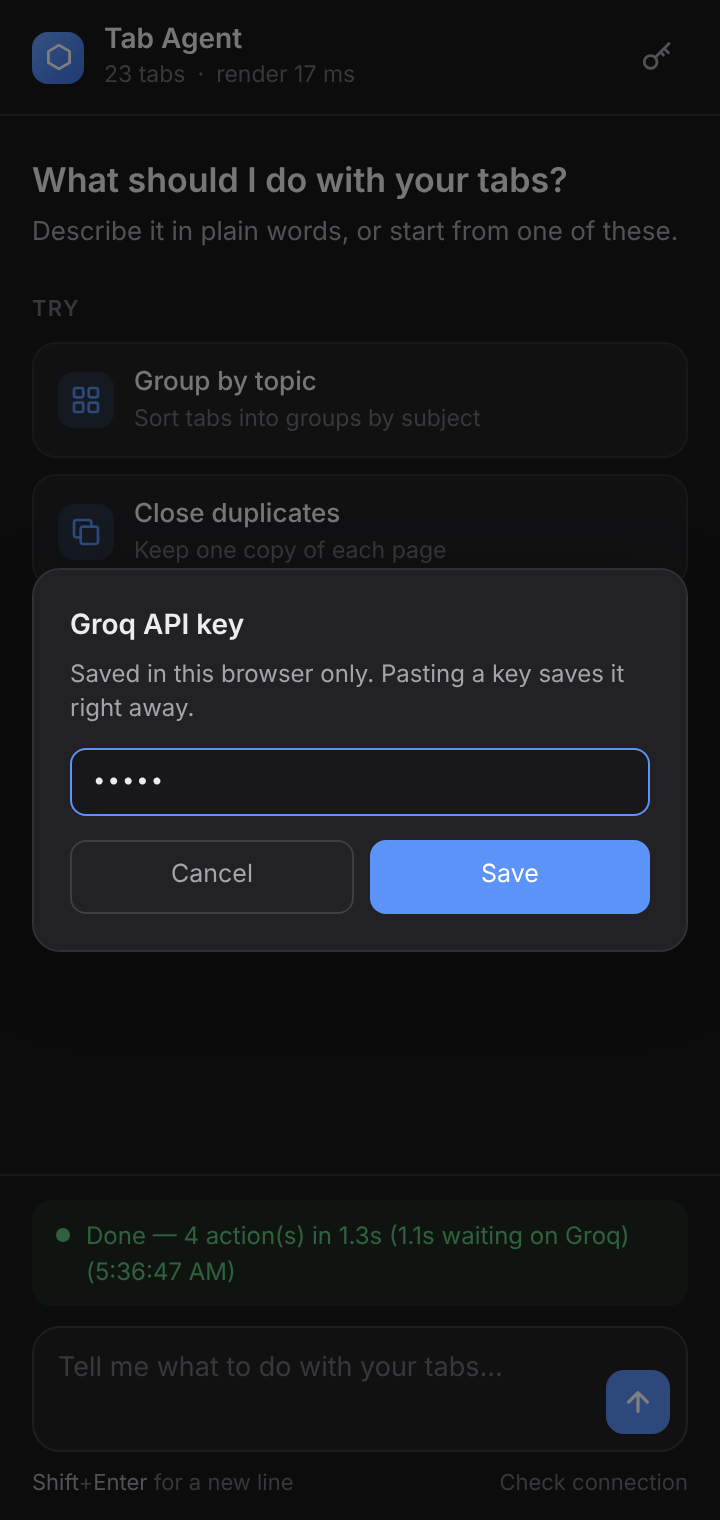 Tab Agent
23 tabs · render 17 ms
What should I do with your tabs?
Describe it in plain words, or start from one of these.
TRY
Group by topic
Sort tabs into groups by subject
Close duplicates
Keep one copy of each page
Groq API key
Saved in this browser only. Pasting a key saves it
right away.
•••••
Cancel
Save
Done — 4 action(s) in 1.3s (1.1s waiting on Groq)
(5:36:47 AM)
Tell me what to do with your tabs...
Shift+Enter for a new line
Check connection